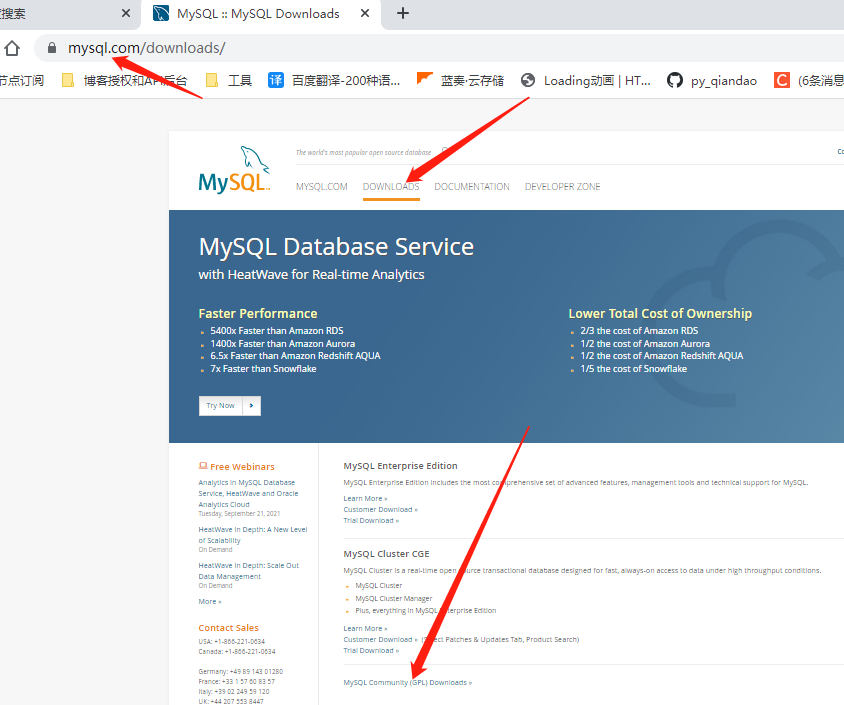 搜索
MySQL :: MySQL Downloads
mysql.com/downloads/
节点订阅
博客授权和API后台
工具
译
百度翻译-200种语...
蓝奏·云存储
Loading动画 | HT...
py_qiandao
C
(6条消息
The world's most popular open source database
Co
MySQL™
MYSQL.COM
DOWNLOADS
DOCUMENTATION
DEVELOPER ZONE
MySQL Database Service
with HeatWave for Real-time Analytics
Faster Performance
5400x Faster than Amazon RDS
1400x Faster than Amazon Aurora
6.5x Faster than Amazon Redshift AQUA
7x Faster than Snowflake
Lower Total Cost of Ownership
2/3 the cost of Amazon RDS
1/2 the cost of Amazon Aurora
1/2 the cost of Amazon Redshift AQUA
1/5 the cost of Snowflake
Try Now
Free Webinars
Analytics in MySQL Database
Service, HeatWave and Oracle
Analytics Cloud
Tuesday, September 21, 2021
HeatWave in Depth: A New Level
of Scalability
On Demand
HeatWave in Depth: Scale Out
Data Management
On Demand
More »
Contact Sales
USA: +1-866-221-0634
Canada: +1-866-221-0634
Germany: +49 89 143 01280
France: +33 1 57 60 83 57
Italy: +39 02 249 59 120
UK: +44 207 553 8447
MySQL Enterprise Edition
MySQL Enterprise Edition includes the most comprehensive set of advanced features, management tools and technical support for MySQL.
Learn More »
Customer Download »
Trial Download »
MySQL Cluster CGE
MySQL Cluster is a real-time open source transactional database designed for fast, always-on access to data under high throughput conditions.
MySQL Cluster
MySQL Cluster Manager
Plus, everything in MySQL Enterprise Edition
Learn More »
Customer Download » (Select Patches & Updates Tab, Product Search)
Trial Download »
MySQL Community (GPL) Downloads »